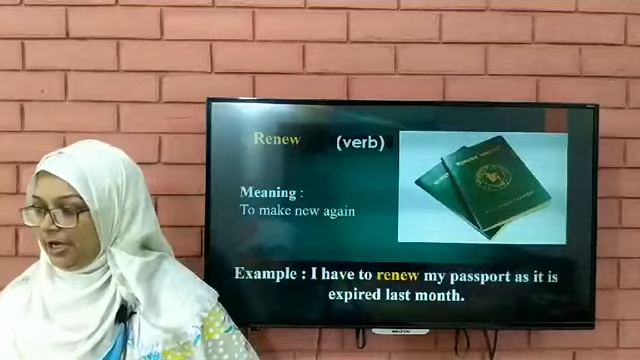 Renew (verb)
Meaning :
To make new again
Example : I have to renew my passport as it is
expired last month.